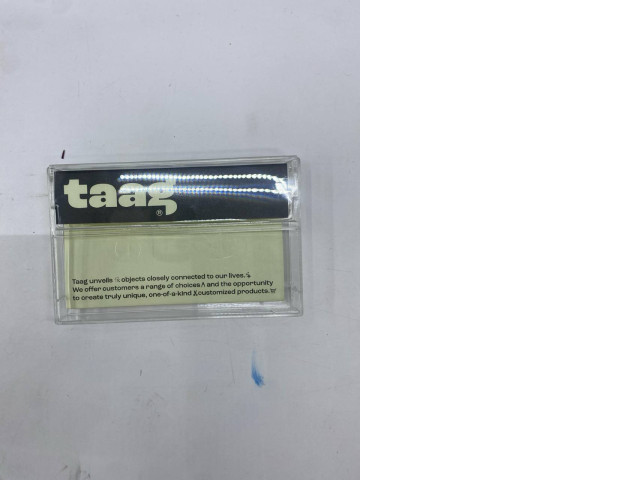 taag®
Taag unveils objects closely connected to our lives.
We offer customers a range of choices and the opportunity
to create truly unique, one-of-a-kind customized products.